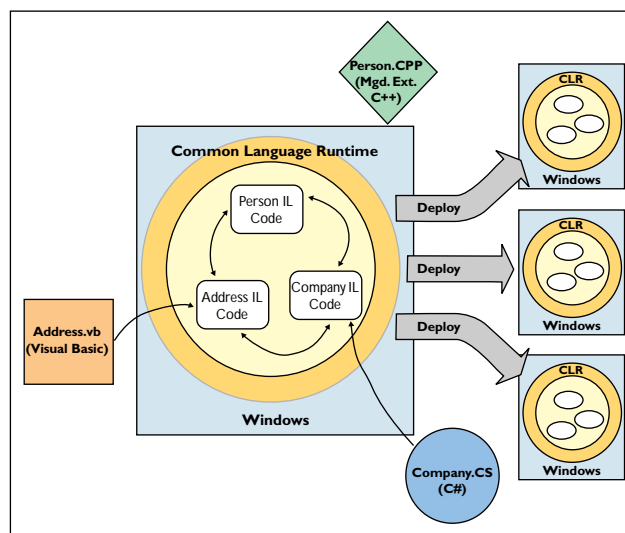 Person.CPP
(Mgd. Ext.
C++)
Common Language Runtime
Person IL
Code
Address IL
Code
Company IL
Code
Windows
Address.vb
(Visual Basic)
Company.CS
(C#)
Deploy
Deploy
Deploy
CLR
Windows
CLR
Windows
CLR
Windows